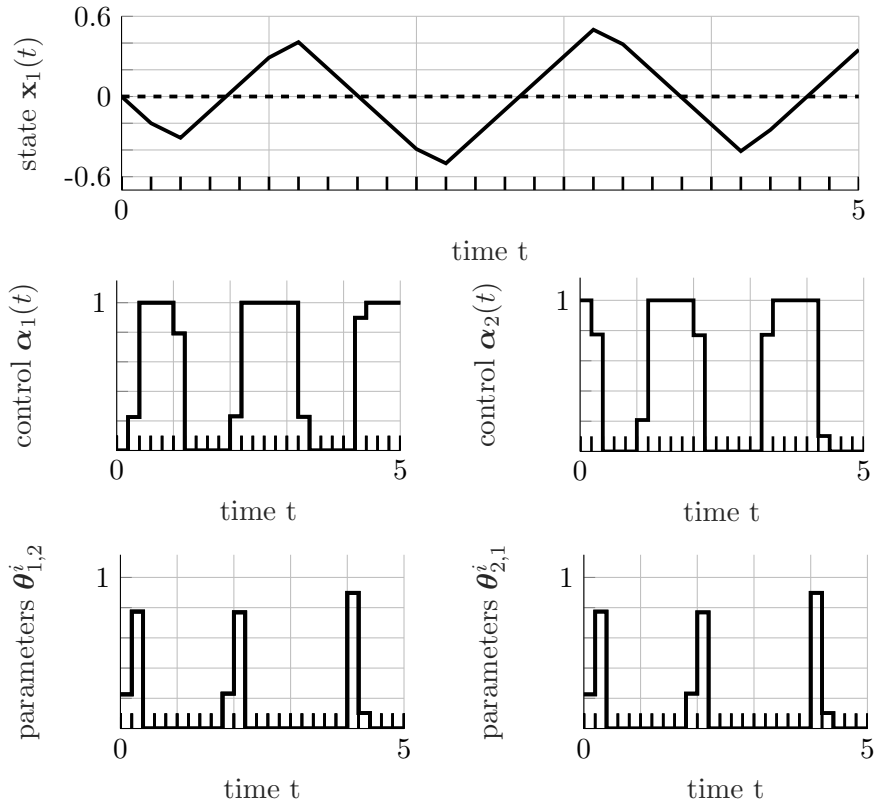 state x₁(t)
0.6
0
-0.6
0
5
time t
control α₁(t)
1
0
5
time t
control α₂(t)
1
0
5
time t
parameters θⁱ₁,₂
1
0
5
time t
parameters θⁱ₂,₁
1
0
5
time t